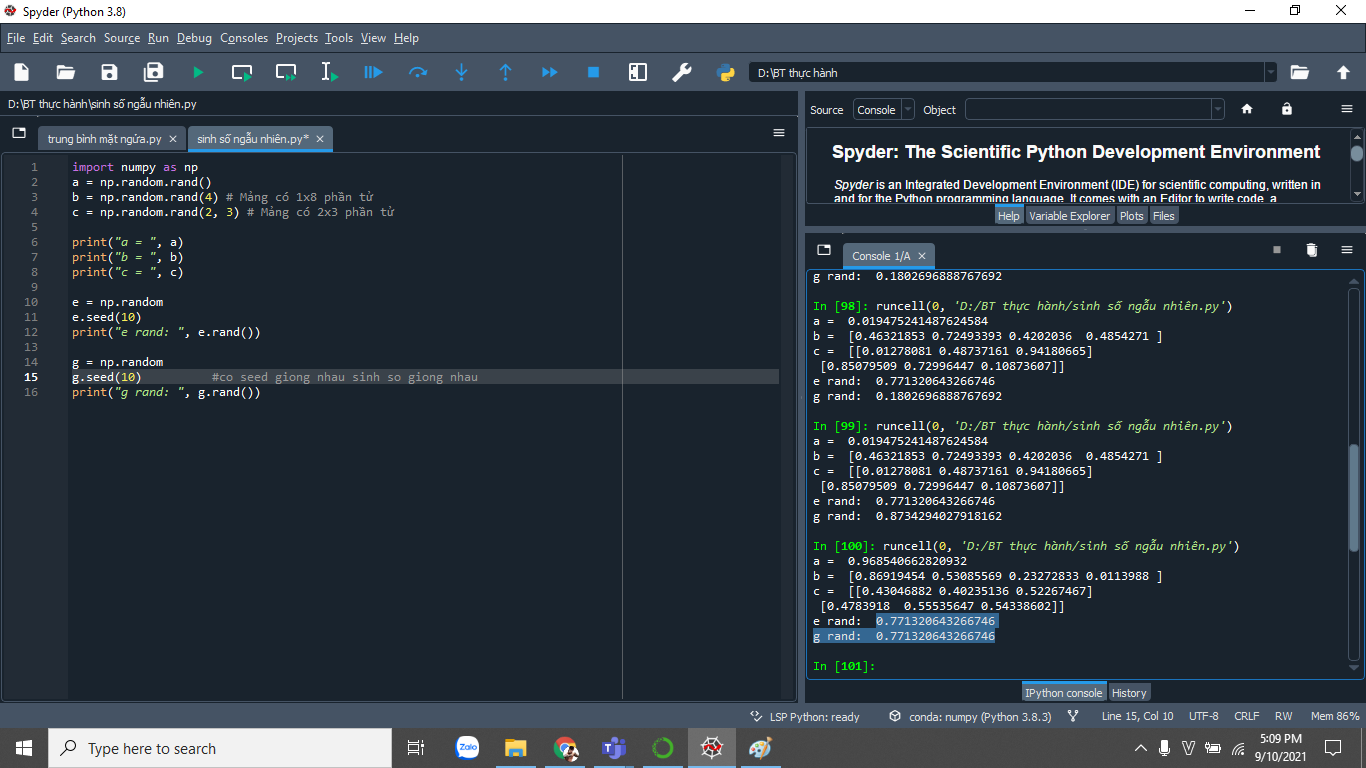 Spyder (Python 3.8)
File Edit Search Source Run Debug Consoles Projects Tools View Help
D:\BT thực hành
D:\BT thực hành\sinh số ngẫu nhiên.py
trung bình mặt ngửa.py
sinh số ngẫu nhiên.py*
1 import numpy as np
2 a = np.random.rand()
3 b = np.random.rand(4) # Mảng có 1x8 phần tử
4 c = np.random.rand(2, 3) # Mảng có 2x3 phần tử
5
6 print("a = ", a)
7 print("b = ", b)
8 print("c = ", c)
9
10 e = np.random
11 e.seed(10)
12 print("e rand: ", e.rand())
13
14 g = np.random
15 g.seed(10) #co seed giong nhau sinh so giong nhau
16 print("g rand: ", g.rand())
Source Console Object
Spyder: The Scientific Python Development Environment
Spyder is an Integrated Development Environment (IDE) for scientific computing, written in
and for the Python programming language. It comes with an Editor to write code, a
Help Variable Explorer Plots Files
Console 1/A
g rand: 0.1802696888767692
In [98]: runcell(0, 'D:/BT thực hành/sinh số ngẫu nhiên.py')
a = 0.019475241487624584
b = [0.46321853 0.72493393 0.4202036 0.4854271 ]
c = [[0.01278081 0.48737161 0.94180665]
[0.85079509 0.72996447 0.10873607]]
e rand: 0.771320643266746
g rand: 0.1802696888767692
In [99]: runcell(0, 'D:/BT thực hành/sinh số ngẫu nhiên.py')
a = 0.019475241487624584
b = [0.46321853 0.72493393 0.4202036 0.4854271 ]
c = [[0.01278081 0.48737161 0.94180665]
[0.85079509 0.72996447 0.10873607]]
e rand: 0.771320643266746
g rand: 0.8734294027918162
In [100]: runcell(0, 'D:/BT thực hành/sinh số ngẫu nhiên.py')
a = 0.968540662820932
b = [0.86919454 0.53085569 0.23272833 0.0113988 ]
c = [[0.43046882 0.40235136 0.52267467]
[0.4783918 0.55535647 0.54338602]]
e rand: 0.771320643266746
g rand: 0.771320643266746
In [101]:
IPython console History
LSP Python: ready conda: numpy (Python 3.8.3) Line 15, Col 10 UTF-8 CRLF RW Mem 86%
Type here to search
Zalo
5:09 PM
9/10/2021